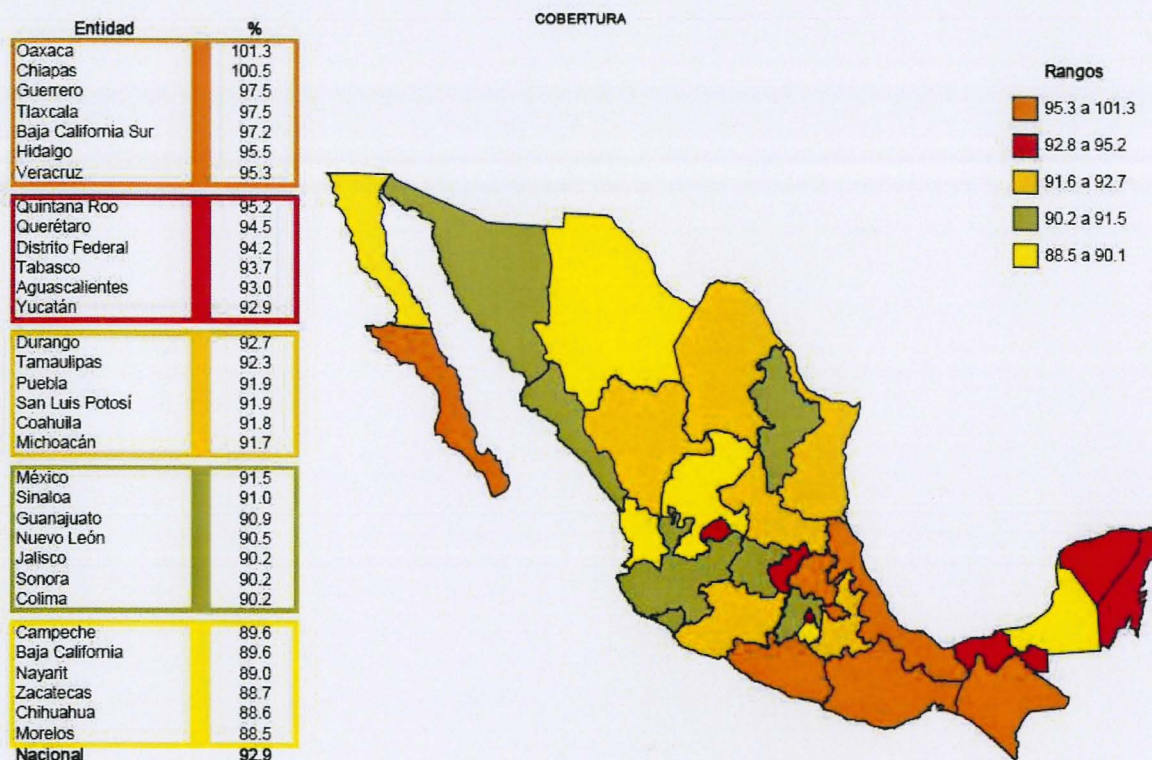 COBERTURA
Entidad %
Oaxaca 101.3
Chiapas 100.5
Guerrero 97.5
Tlaxcala 97.5
Baja California Sur 97.2
Hidalgo 95.5
Veracruz 95.3
Quintana Roo 95.2
Querétaro 94.5
Distrito Federal 94.2
Tabasco 93.7
Aguascalientes 93.0
Yucatán 92.9
Durango 92.7
Tamaulipas 92.3
Puebla 91.9
San Luis Potosí 91.9
Coahuila 91.8
Michoacán 91.7
México 91.5
Sinaloa 91.0
Guanajuato 90.9
Nuevo León 90.5
Jalisco 90.2
Sonora 90.2
Colima 90.2
Campeche 89.6
Baja California 89.6
Nayarit 89.0
Zacatecas 88.7
Chihuahua 88.6
Morelos 88.5
Nacional 92.9
Rangos
95.3 a 101.3
92.8 a 95.2
91.6 a 92.7
90.2 a 91.5
88.5 a 90.1